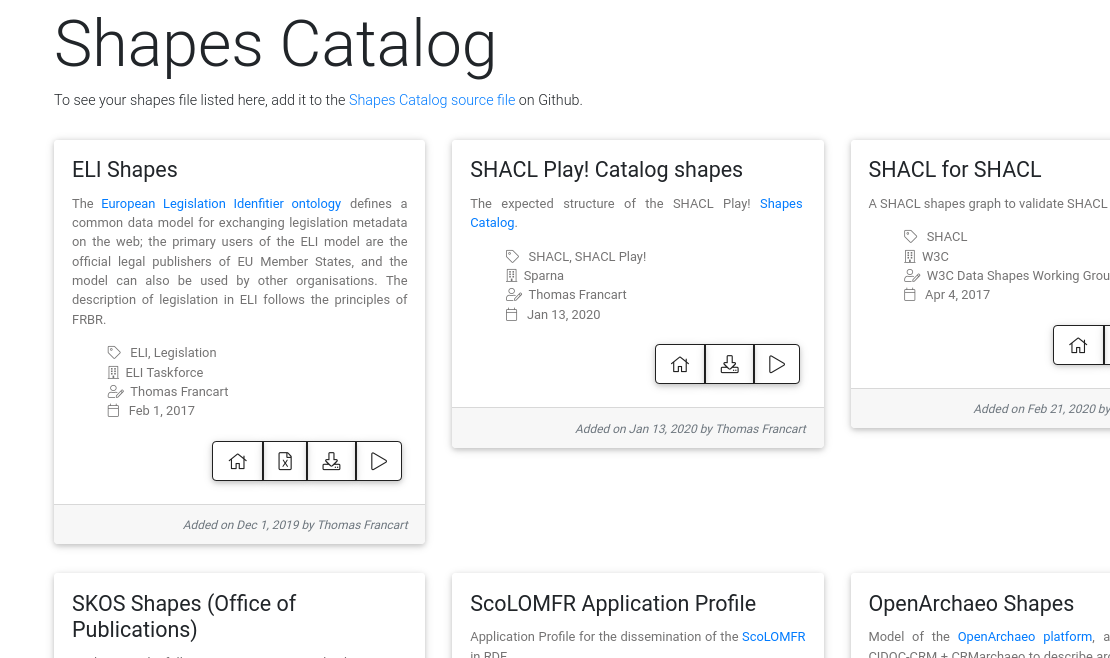 Shapes Catalog
To see your shapes file listed here, add it to the Shapes Catalog source file on Github.
ELI Shapes
The European Legislation Idenfitier ontology defines a
common data model for exchanging legislation metadata
on the web; the primary users of the ELI model are the
official legal publishers of EU Member States, and the
model can also be used by other organisations. The
description of legislation in ELI follows the principles of
FRBR.
ELI, Legislation
ELI Taskforce
Thomas Francart
Feb 1, 2017
Added on Dec 1, 2019 by Thomas Francart
SHACL Play! Catalog shapes
The expected structure of the SHACL Play! Shapes
Catalog.
SHACL, SHACL Play!
Sparna
Thomas Francart
Jan 13, 2020
Added on Jan 13, 2020 by Thomas Francart
SHACL for SHACL
A SHACL shapes graph to validate SHACL
SHACL
W3C
W3C Data Shapes Working Grou
Apr 4, 2017
Added on Feb 21, 2020 by
SKOS Shapes (Office of
Publications)
ScoLOMFR Application Profile
Application Profile for the dissemination of the ScoLOMFR
in RDF
OpenArchaeo Shapes
Model of the OpenArchaeo platform, a
CIDOC-CRM + CRMarchaeo to describe arc